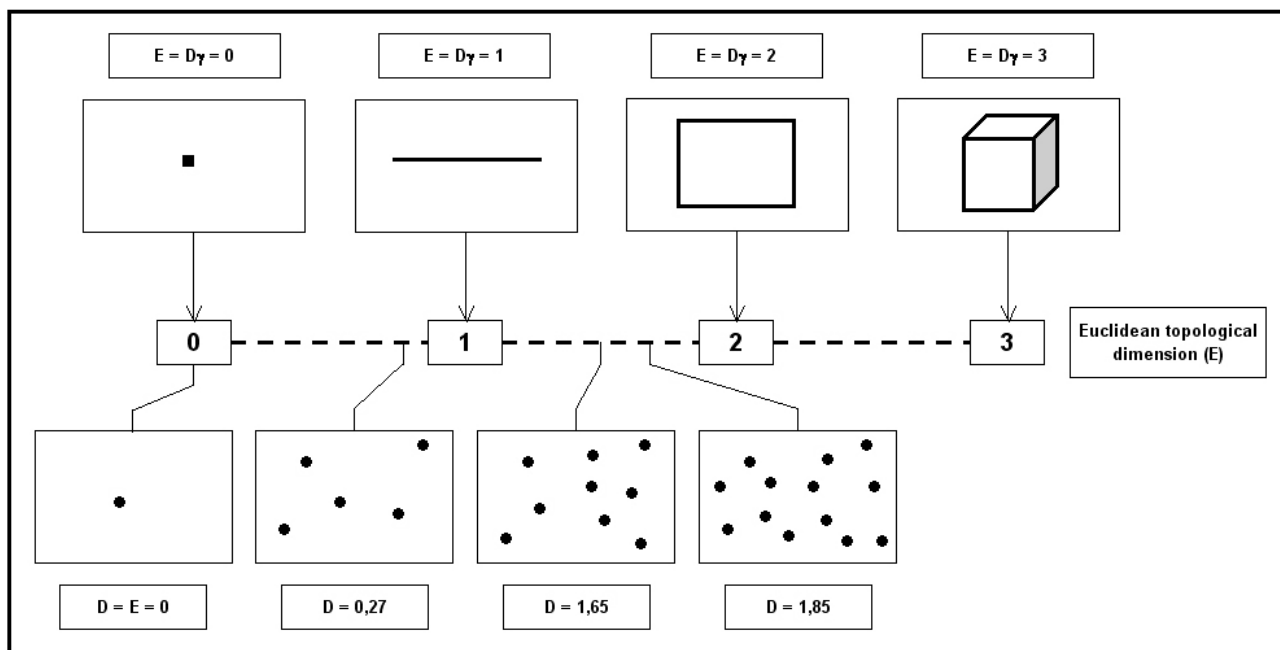 E = Dγ = 0
E = Dγ = 1
E = Dγ = 2
E = Dγ = 3
0
1
2
3
Euclidean topological
dimension (E)
D = E = 0
D = 0,27
D = 1,65
D = 1,85